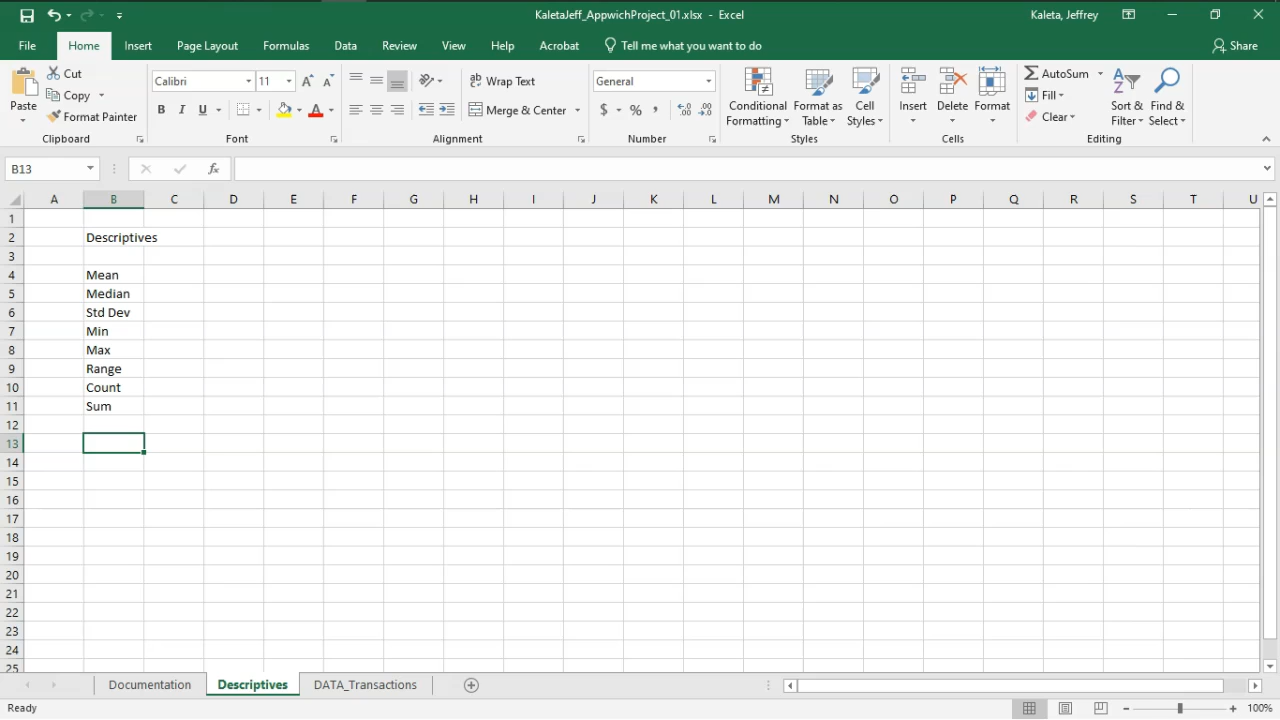 KaletaJeff_AppwichProject_01.xlsx - Excel
Kaleta, Jeffrey
File Home Insert Page Layout Formulas Data Review View Help Acrobat Tell me what you want to do Share
Paste
Cut
Copy
Format Painter
Clipboard
Calibri 11
B I U
Font
Wrap Text
Merge & Center
Alignment
General
$ % ,
Number
Conditional Formatting
Format as Table
Cell Styles
Styles
Insert Delete Format
Cells
AutoSum
Fill
Clear
Sort & Filter
Find & Select
Editing
B13
fx
A B C D E F G H I J K L M N O P Q R S T U
1
2 Descriptives
3
4 Mean
5 Median
6 Std Dev
7 Min
8 Max
9 Range
10 Count
11 Sum
12
13
14
15
16
17
18
19
20
21
22
23
24
25
Documentation Descriptives DATA_Transactions
Ready
100%